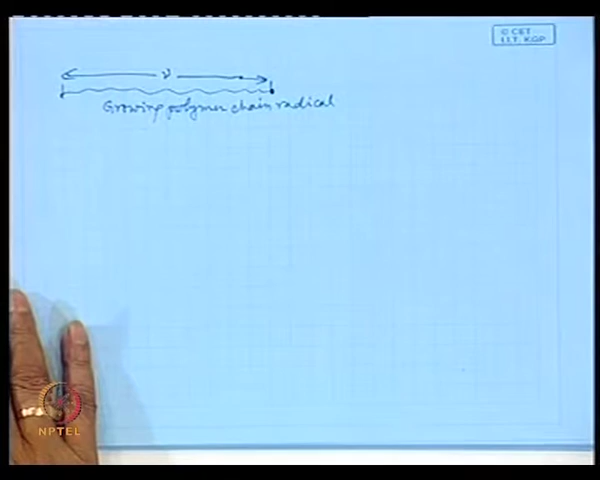 © CET
I.I.T. KGP
ν
Growing polymer chain radical
NPTEL